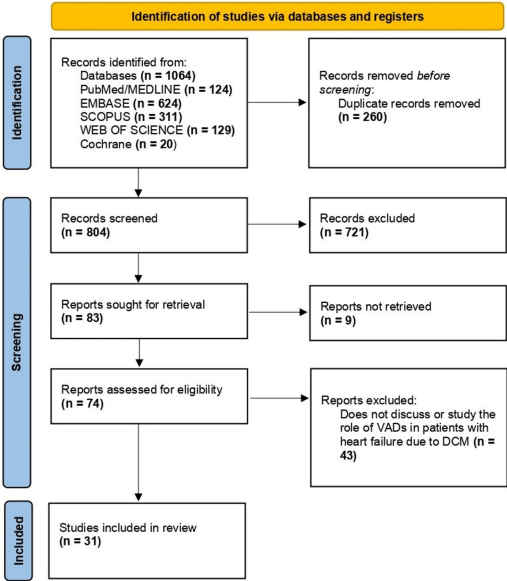 Identification of studies via databases and registers
Identification
Records identified from:
Databases (n = 1064)
PubMed/MEDLINE (n = 124)
EMBASE (n = 624)
SCOPUS (n = 311)
WEB OF SCIENCE (n = 129)
Cochrane (n = 20)
Records removed before
screening:
Duplicate records removed
(n = 260)
Screening
Records screened
(n = 804)
Records excluded
(n = 721)
Reports sought for retrieval
(n = 83)
Reports not retrieved
(n = 9)
Reports assessed for eligibility
(n = 74)
Reports excluded:
Does not discuss or study the
role of VADs in patients with
heart failure due to DCM (n =
43)
Included
Studies included in review
(n = 31)